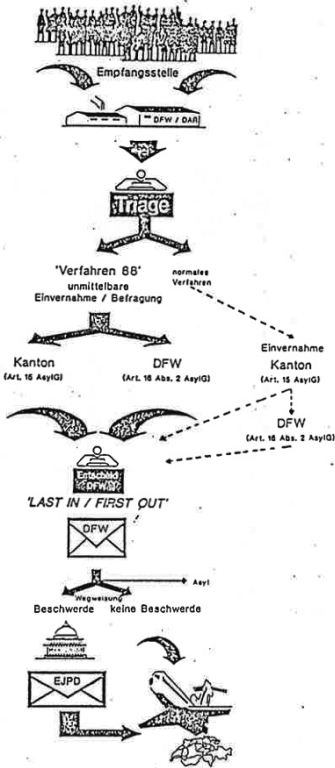 Empfangsstelle
DFW / DAR
Triage
'Verfahren 88'
unmittelbare
Einvernahme / Befragung
normales
Verfahren
Kanton
(Art. 15 AsylG)
DFW
(Art. 16 Abs. 2 AsylG)
Einvernahme
Kanton
(Art. 15 AsylG)
DFW
(Art. 16 Abs. 2 AsylG)
Entscheid
DFW
'LAST IN / FIRST OUT'
DFW
Wegweisung
Asyl
Beschwerde
keine Beschwerde
EJPD